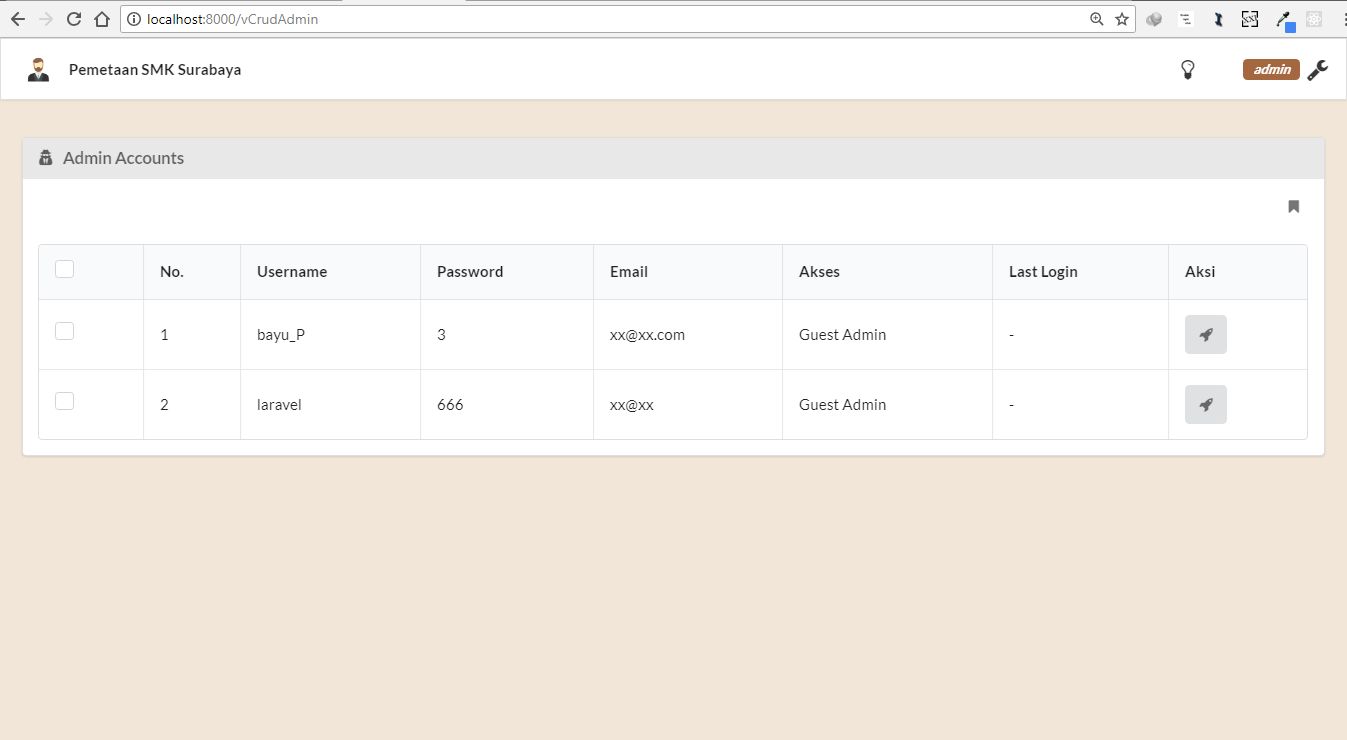 localhost:8000/vCrudAdmin
Pemetaan SMK Surabaya
admin
Admin Accounts
No. Username Password Email Akses Last Login Aksi
1 bayu_P 3 xx@xx.com Guest Admin -
2 laravel 666 xx@xx Guest Admin -